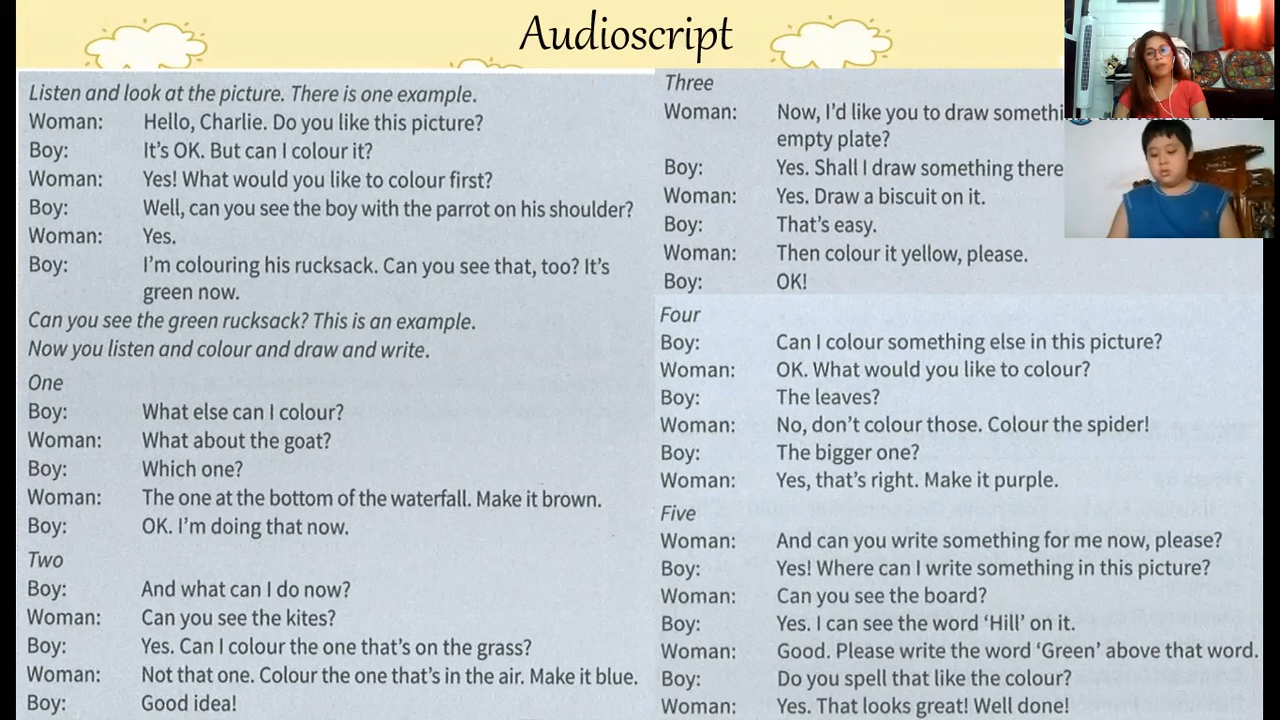 Audioscript
Listen and look at the picture. There is one example.
Woman: Hello, Charlie. Do you like this picture?
Boy: It's OK. But can I colour it?
Woman: Yes! What would you like to colour first?
Boy: Well, can you see the boy with the parrot on his shoulder?
Woman: Yes.
Boy: I'm colouring his rucksack. Can you see that, too? It's
green now.
Can you see the green rucksack? This is an example.
Now you listen and colour and draw and write.
One
Boy: What else can I colour?
Woman: What about the goat?
Boy: Which one?
Woman: The one at the bottom of the waterfall. Make it brown.
Boy: OK. I'm doing that now.
Two
Boy: And what can I do now?
Woman: Can you see the kites?
Boy: Yes. Can I colour the one that's on the grass?
Woman: Not that one. Colour the one that's in the air. Make it blue.
Boy: Good idea!
Three
Woman: Now, I'd like you to draw
empty plate?
Boy: Yes. Shall I draw something there
Woman: Yes. Draw a biscuit on it.
Boy: That's easy.
Woman: Then colour it yellow, please.
Boy: OK!
Four
Boy: Can I colour something else in this picture?
Woman: OK. What would you like to colour?
Boy: The leaves?
Woman: No, don't colour those. Colour the spider!
Boy: The bigger one?
Woman: Yes, that's right. Make it purple.
Five
Woman: And can you write something for me now, please?
Boy: Yes! Where can I write something in this picture?
Woman: Can you see the board?
Boy: Yes. I can see the word 'Hill' on it.
Woman: Good. Please write the word 'Green' above that word.
Boy: Do you spell that like the colour?
Woman: Yes. That looks great! Well done!